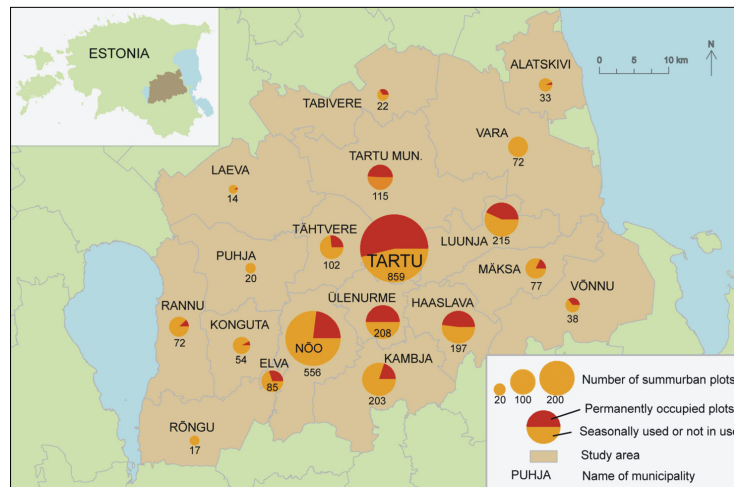 ESTONIA
ALATSKIVI
33
0 5 10 km
N
TABIVERE
22
VARA
72
TARTU MUN.
115
LAEVA
14
TÄHTVERE
102
LUUNJA
215
TARTU
859
PUHJA
20
MÄKSA
77
VÕNNU
38
RANNU
72
KONGUTA
54
NÕO
556
ÜLENURME
208
HAASLAVA
197
ELVA
85
KAMBJA
203
RÕNGU
17
20 100 200
Number of summurban plots
Permanently occupied plots
Seasonally used or not in use
Study area
PUHJA Name of municipality